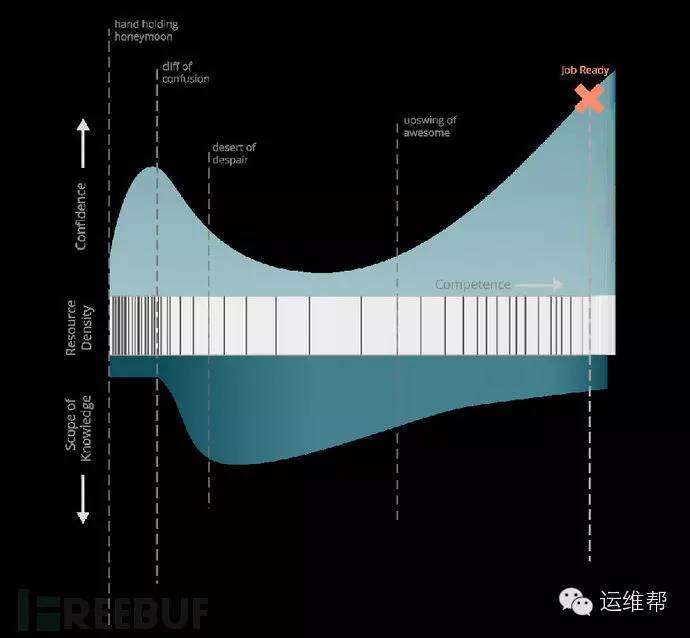 hand holding
honeymoon
cliff of
confusion
Job Ready
upswing of
awesome
desert of
despair
Confidence
Competence
Resource
Density
Scope of
Knowledge
FREEBUF
运维帮